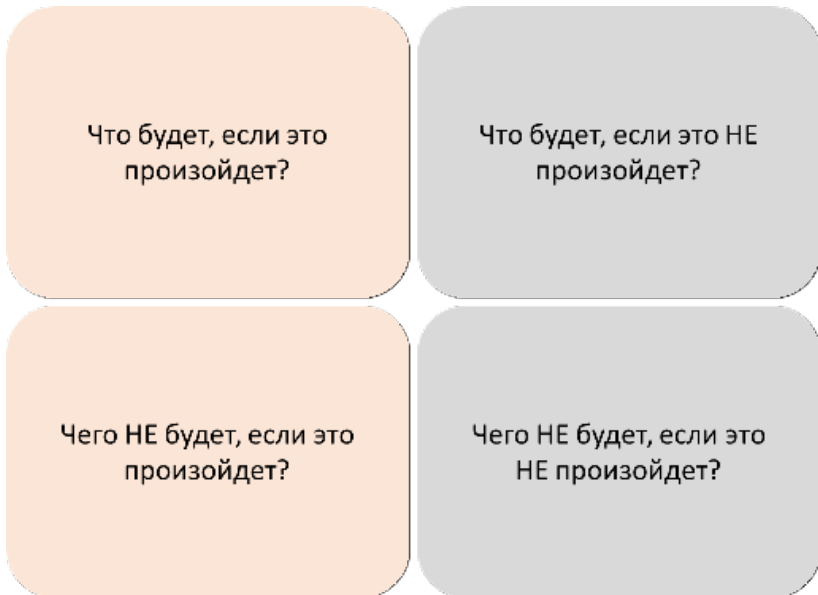 Что будет, если это
произойдет?
Что будет, если это НЕ
произойдет?
Чего НЕ будет, если это
произойдет?
Чего НЕ будет, если это
НЕ произойдет?